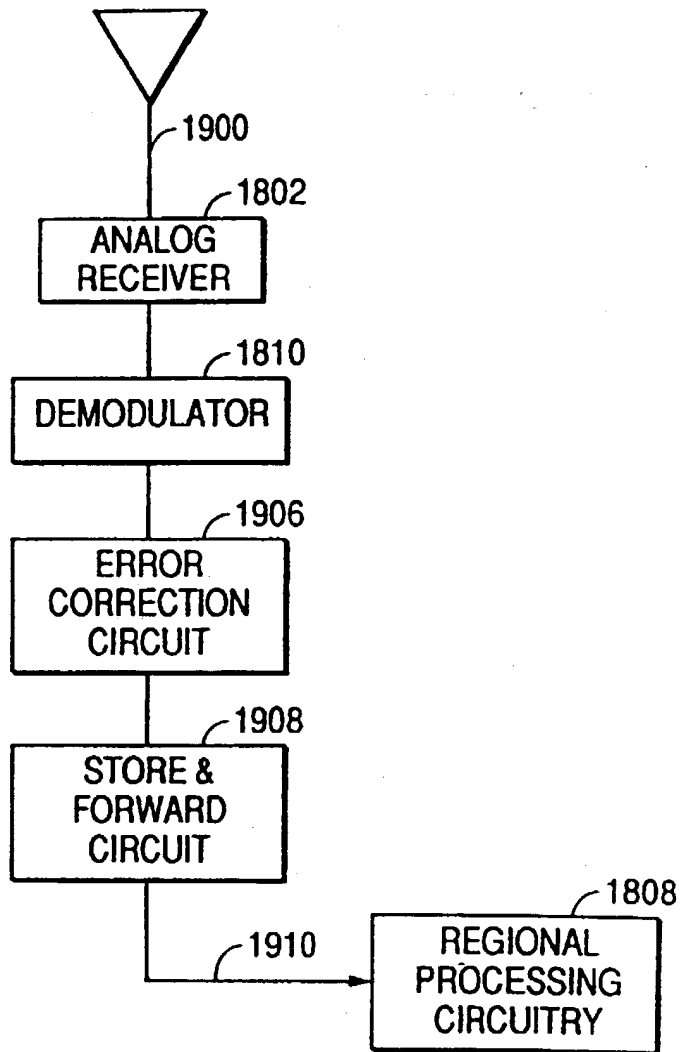 1900
1802
ANALOG
RECEIVER
1810
DEMODULATOR
1906
ERROR
CORRECTION
CIRCUIT
1908
STORE &
FORWARD
CIRCUIT
1910
1808
REGIONAL
PROCESSING
CIRCUITRY